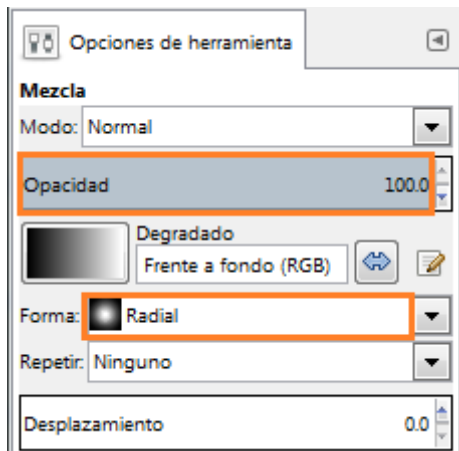 Opciones de herramienta
Mezcla
Modo: Normal
Opacidad 100.0
Degradado
Frente a fondo (RGB)
Forma: Radial
Repetir: Ninguno
Desplazamiento 0.0